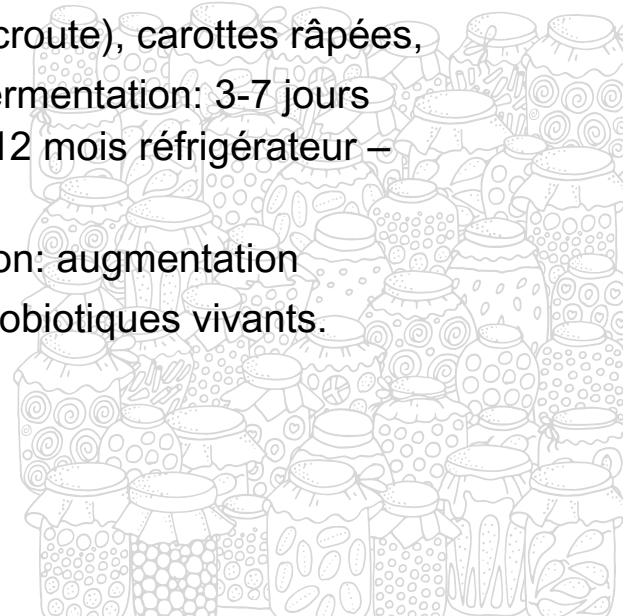 croute), carottes râpées,
ermentation: 3-7 jours
12 mois réfrigérateur –
on: augmentation
obiotiques vivants.